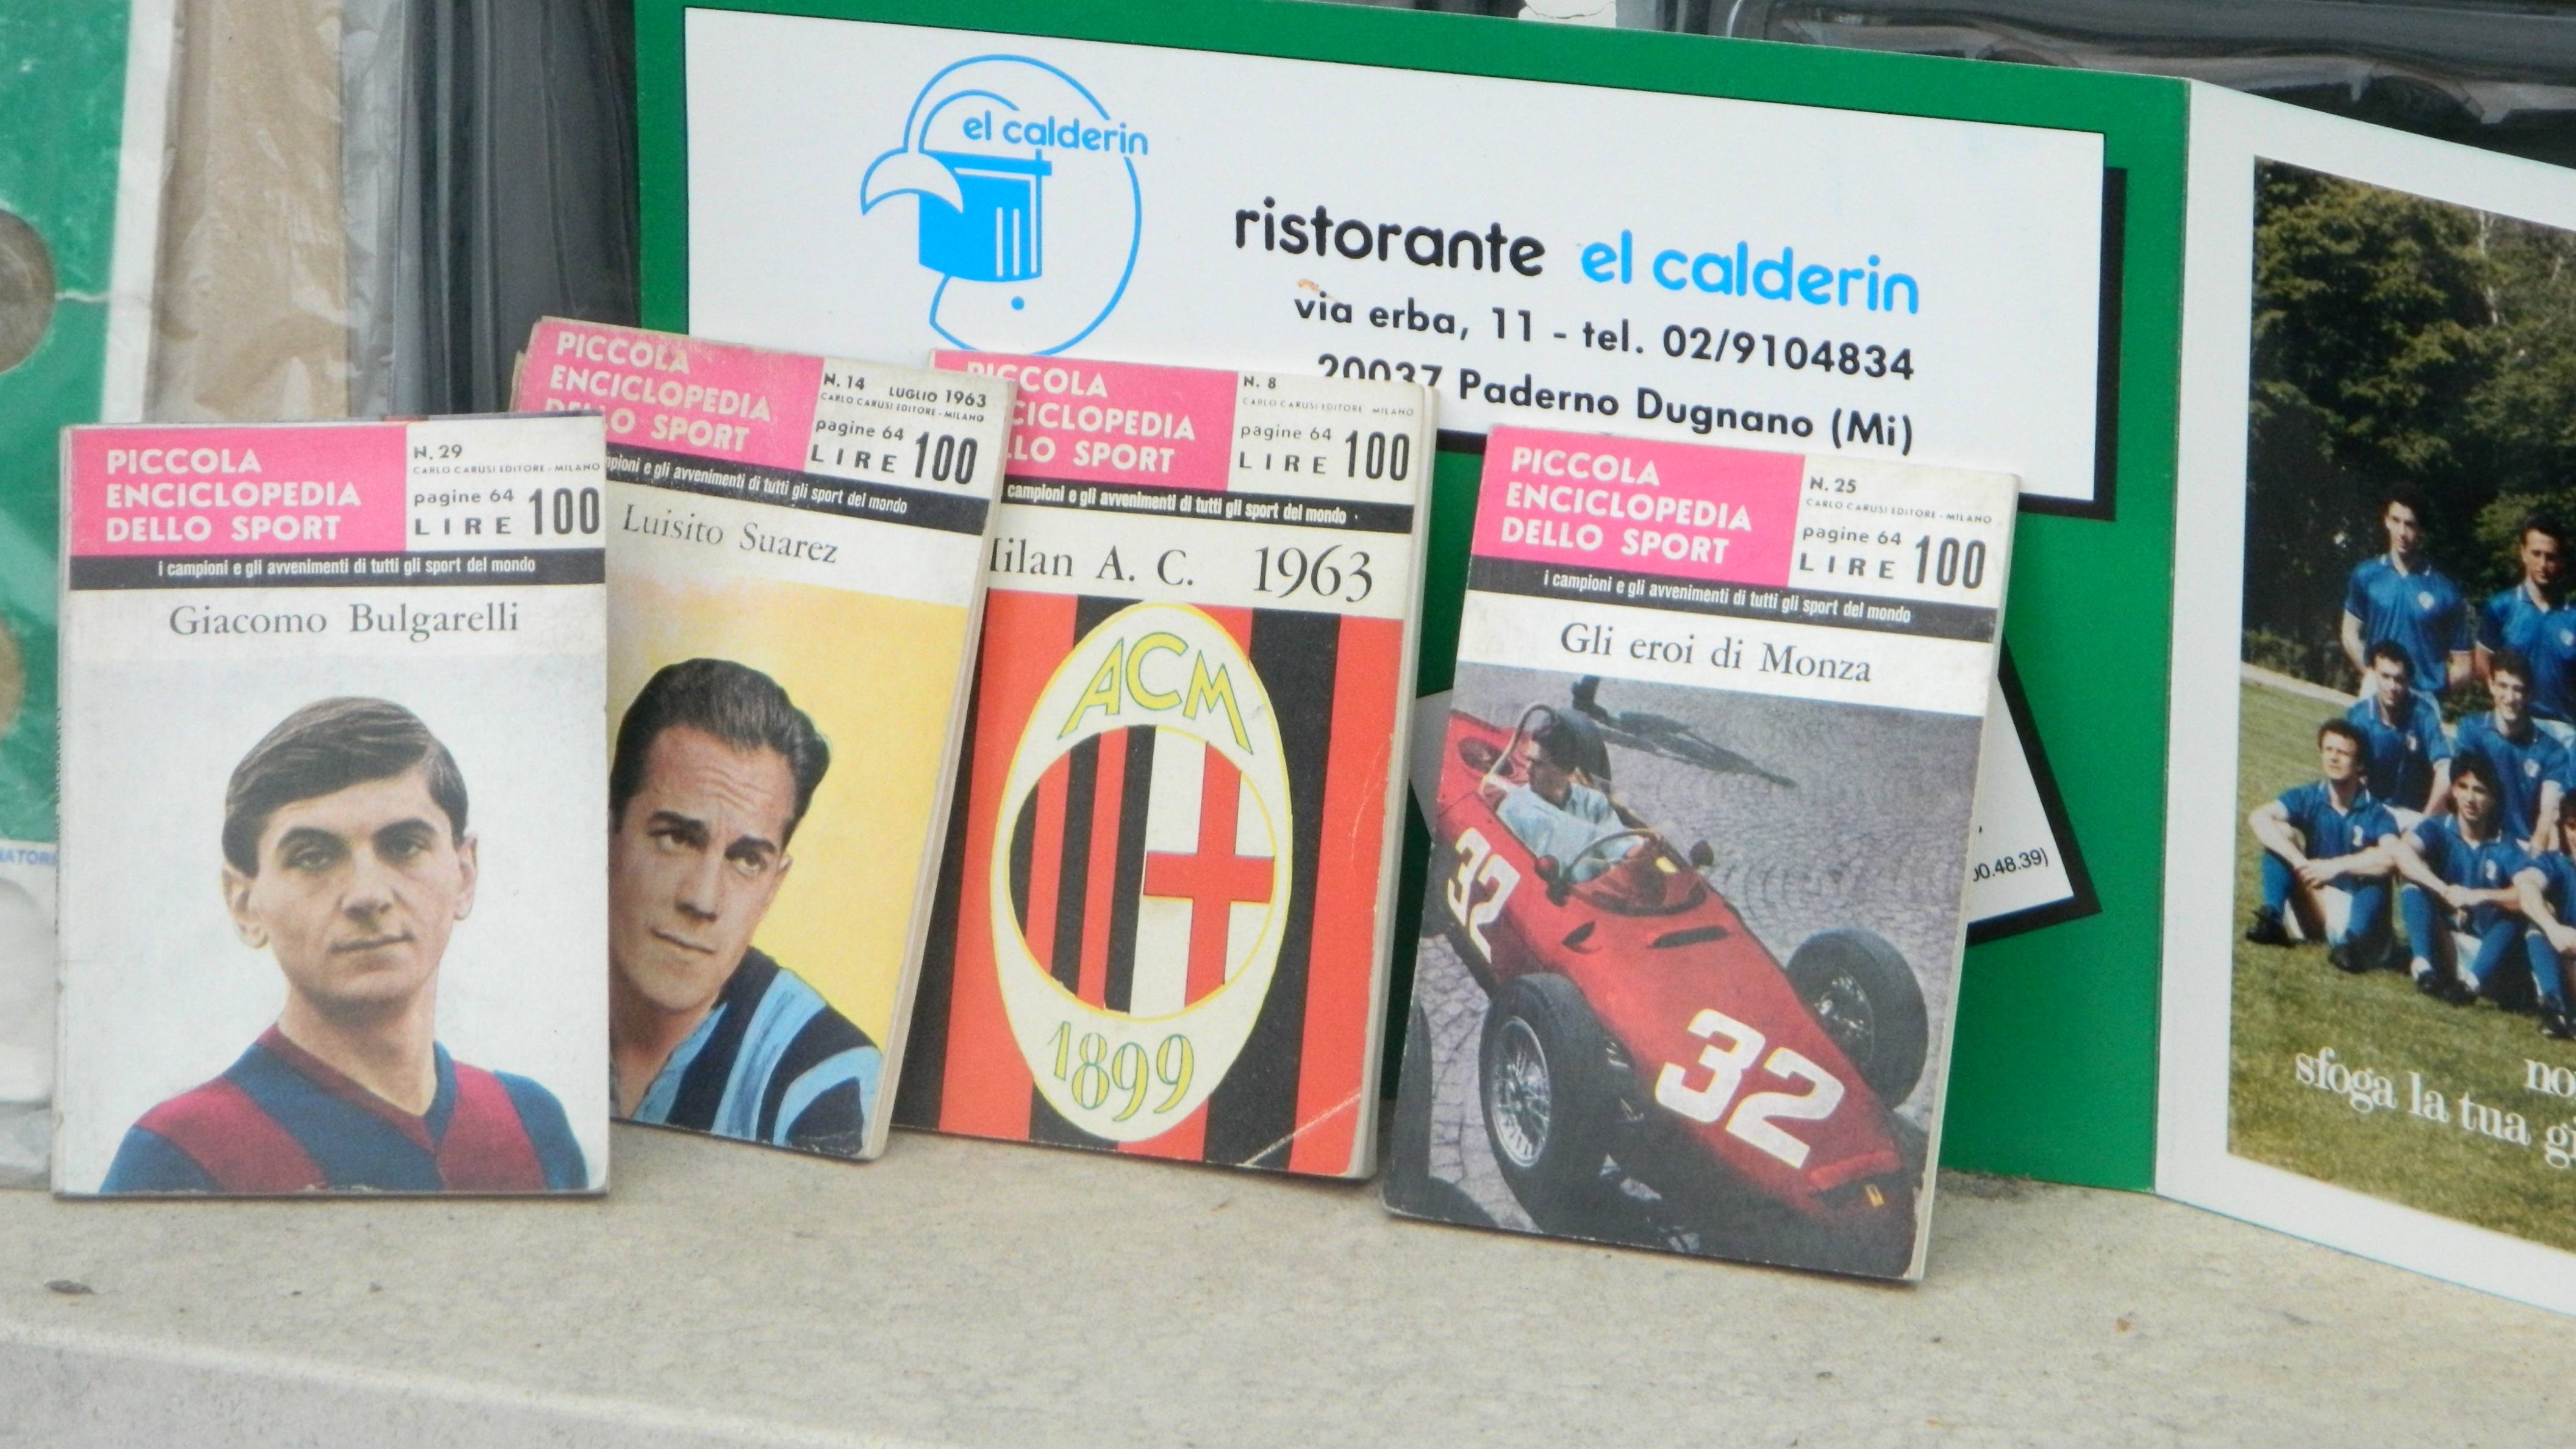 el calderin
ristorante el calderin
via erba, 11 - tel. 02/9104834
20037 Paderno Dugnano (Mi)
PICCOLA
ENCICLOPEDIA
DELLO SPORT
N. 29
CARLO CARUSI EDITORE - MILANO
pagine 64
LIRE 100
i campioni e gli avvenimenti di tutti gli sport del mondo
Giacomo Bulgarelli
PICCOLA
ENCICLOPEDIA
DELLO SPORT
N. 14 LUGLIO 1963
CARLO CARUSI EDITORE - MILANO
pagine 64
LIRE 100
mpioni e gli avvenimenti di tutti gli sport del mondo
Luisito Suarez
PICCOLA
CICLOPEDIA
LO SPORT
N. 8
CARLO CARUSI EDITORE MILANO
pagine 64
LIRE 100
campioni e gli avvenimenti di tutti gli sport del mondo
Milan A. C. 1963
ACM
1899
PICCOLA
ENCICLOPEDIA
DELLO SPORT
N. 25
CARLO CARUSI EDITORE - MILANO
pagine 64
LIRE 100
i campioni e gli avvenimenti di tutti gli sport del mondo
Gli eroi di Monza
32
32
0.48.39)
sfoga la tua